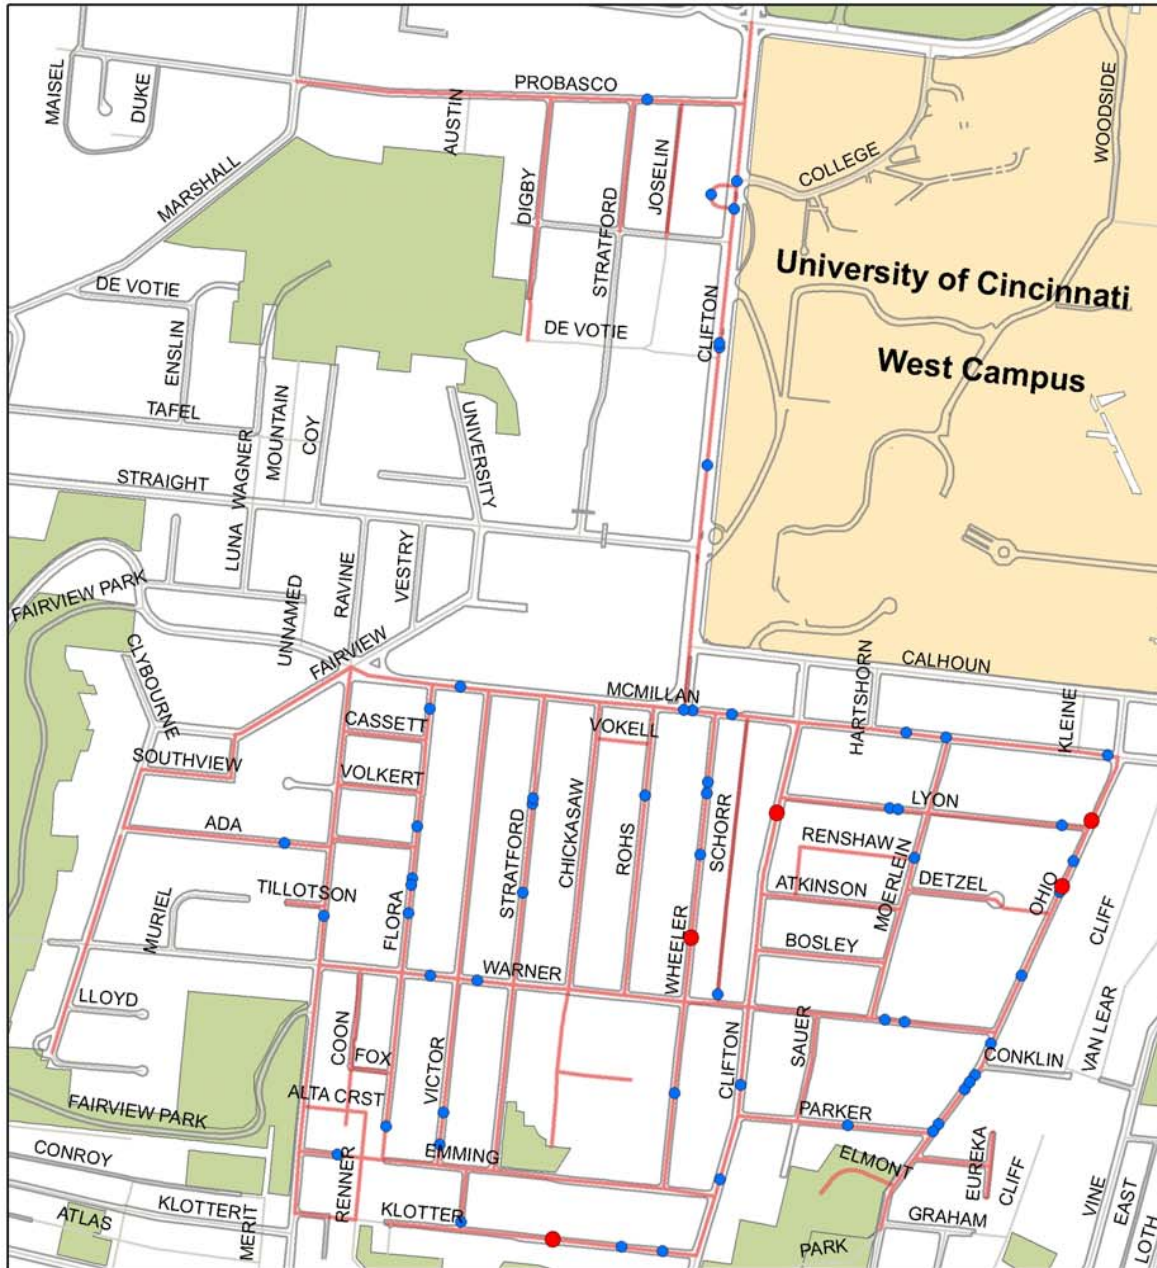 MAISEL
DUKE
PROBASCO
WOODSIDE
AUSTIN
COLLEGE
MARSHALL
DIGBY
STRATFORD
JOSELIN
University of Cincinnati
DE VOTIE
ENSLIN
DE VOTIE
CLIFTON
West Campus
TAFEL
MOUNTAIN
COY
UNIVERSITY
STRAIGHT
LUNA
WAGNER
FAIRVIEW PARK
UNNAMED
RAVINE
VESTRY
CLYBOURNE
FAIRVIEW
HARTSHORN
CALHOUN
MCMILLAN
KLEINE
CASSETT
VOKELL
SOUTHVIEW
VOLKERT
LYON
ADA
STRATFORD
CHICKASAW
ROHS
SCHORR
RENSHAW
MOERLEIN
TILLOTSON
ATKINSON
DETZEL
OHIO
CLIFF
MURIEL
FLORA
WHEELER
BOSLEY
WARNER
LLOYD
COON
FOX
VICTOR
CLIFTON
SAUER
CONKLIN
VAN LEAR
ALTA CRST
FAIRVIEW PARK
PARKER
EMMING
CONROY
ELMONT
EUREKA
CLIFF
VINE
EAST
LOTH
KLOTTERT
MERIT
RENNER
KLOTTER
GRAHAM
ATLAS
PARK